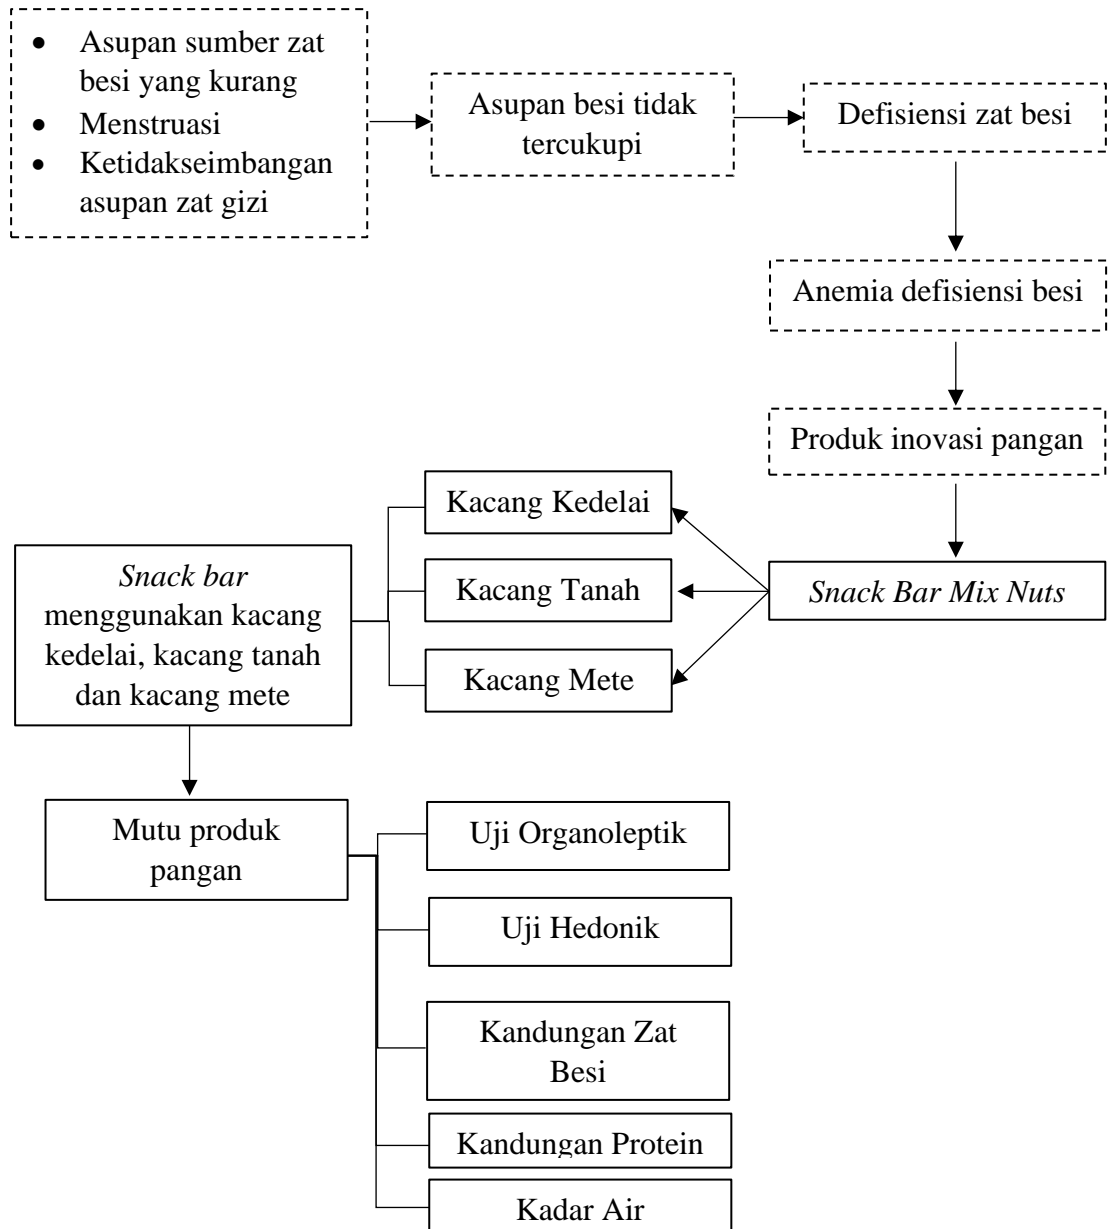 • Asupan sumber zat
besi yang kurang
• Menstruasi
• Ketidakseimbangan
asupan zat gizi
Asupan besi tidak
tercukupi
Defisiensi zat besi
Anemia defisiensi besi
Produk inovasi pangan
Snack Bar Mix Nuts
Kacang Kedelai
Kacang Tanah
Kacang Mete
Snack bar
menggunakan kacang
kedelai, kacang tanah
dan kacang mete
Mutu produk
pangan
Uji Organoleptik
Uji Hedonik
Kandungan Zat
Besi
Kandungan Protein
Kadar Air